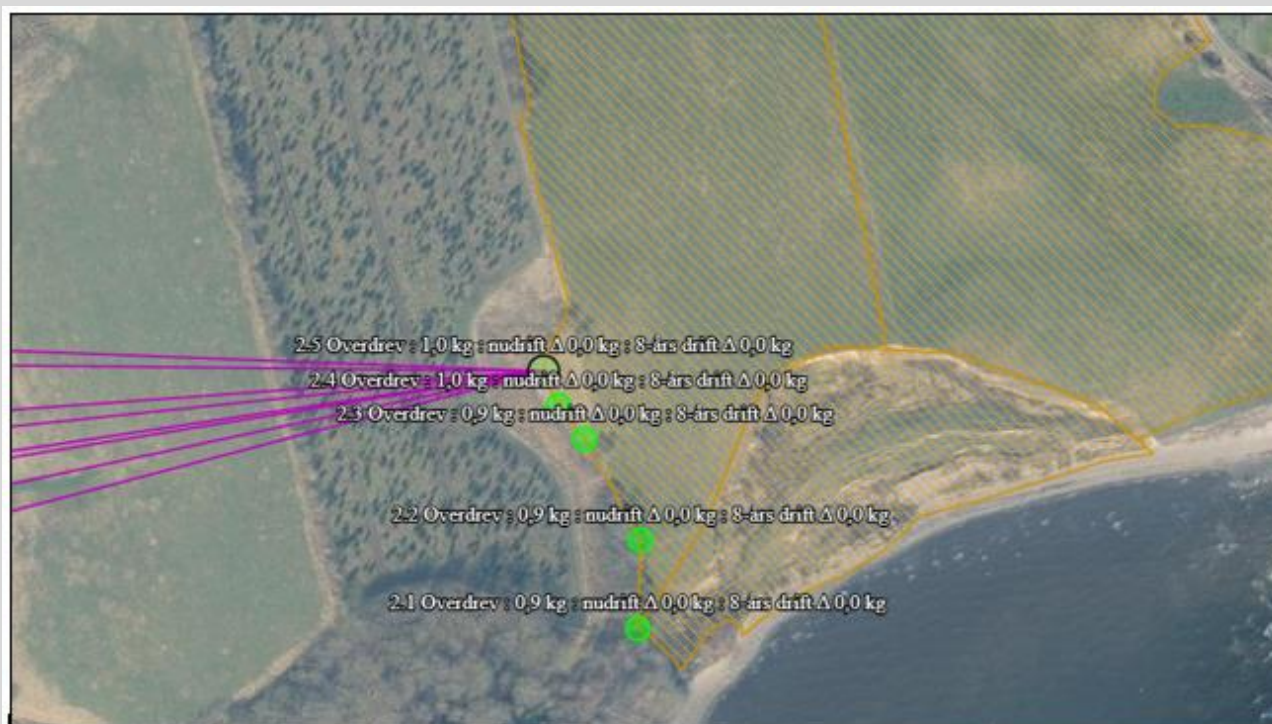 2.5 Overdrev : 1,0 kg : nudrift Δ 0,0 kg : 8-års drift Δ 0,0 kg
2.4 Overdrev : 1,0 kg : nudrift Δ 0,0 kg : 8-års drift Δ 0,0 kg
2.3 Overdrev : 0,9 kg : nudrift Δ 0,0 kg : 8-års drift Δ 0,0 kg
2.2 Overdrev : 0,9 kg : nudrift Δ 0,0 kg : 8-års drift Δ 0,0 kg
2.1 Overdrev : 0,9 kg : nudrift Δ 0,0 kg : 8-års drift Δ 0,0 kg